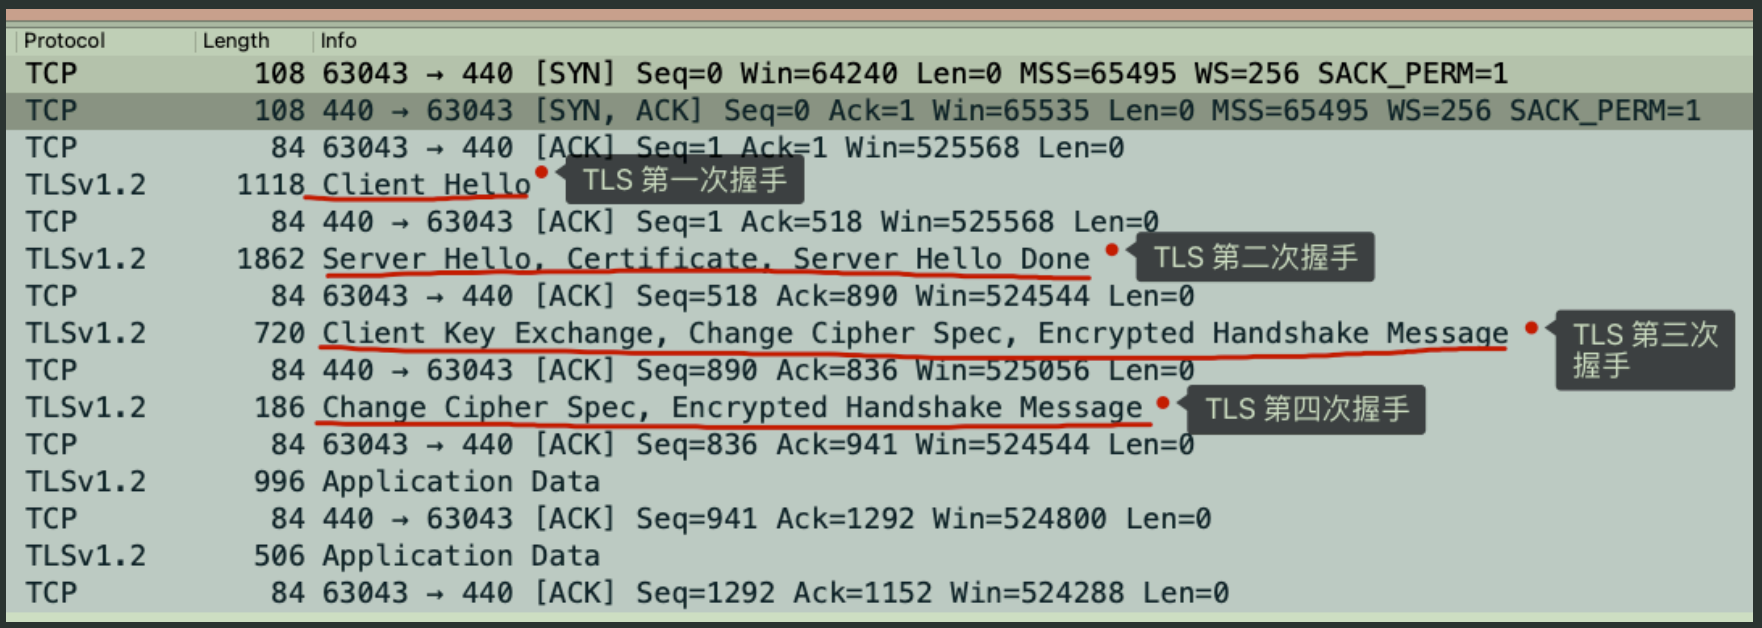 Protocol Length Info
TCP 108 63043 → 440 [SYN] Seq=0 Win=64240 Len=0 MSS=65495 WS=256 SACK_PERM=1
TCP 108 440 → 63043 [SYN, ACK] Seq=0 Ack=1 Win=65535 Len=0 MSS=65495 WS=256 SACK_PERM=1
TCP 84 63043 → 440 [ACK] Seq=1 Ack=1 Win=525568 Len=0
TLSv1.2 1118 Client Hello TLS 第一次握手
TCP 84 440 → 63043 [ACK] Seq=1 Ack=518 Win=525568 Len=0
TLSv1.2 1862 Server Hello, Certificate, Server Hello Done TLS 第二次握手
TCP 84 63043 → 440 [ACK] Seq=518 Ack=890 Win=524544 Len=0
TLSv1.2 720 Client Key Exchange, Change Cipher Spec, Encrypted Handshake Message TLS 第三次
握手
TCP 84 440 → 63043 [ACK] Seq=890 Ack=836 Win=525056 Len=0
TLSv1.2 186 Change Cipher Spec, Encrypted Handshake Message TLS 第四次握手
TCP 84 63043 → 440 [ACK] Seq=836 Ack=941 Win=524544 Len=0
TLSv1.2 996 Application Data
TCP 84 440 → 63043 [ACK] Seq=941 Ack=1292 Win=524800 Len=0
TLSv1.2 506 Application Data
TCP 84 63043 → 440 [ACK] Seq=1292 Ack=1152 Win=524288 Len=0